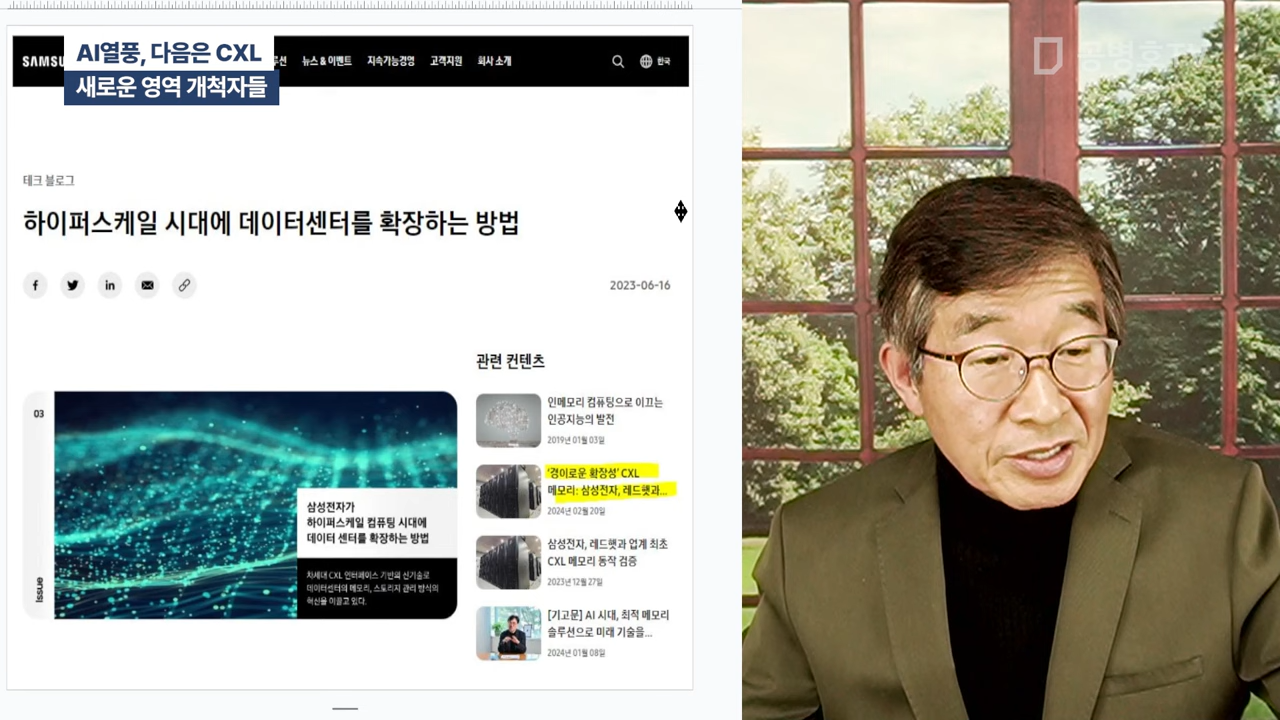 AI열풍, 다음은 CXL
새로운 영역 개척자들
SAMSU
뉴스 & 이벤트
지속가능경영
고객지원
회사 소개
한국
테크 블로그
하이퍼스케일 시대에 데이터센터를 확장하는 방법
2023-06-16
03
Issue
삼성전자가
하이퍼스케일 컴퓨팅 시대에
데이터 센터를 확장하는 방법
차세대 CXL 인터페이스 기반의 신기술로
데이터센터의 메모리, 스토리지 관리 방식의
혁신을 이끌고 있다.
관련 컨텐츠
인메모리 컴퓨팅으로 이끄는
인공지능의 발전
2019년 01월 03일
‘경이로운 확장성’ CXL
메모리: 삼성전자, 레드햇과...
2024년 02월 20일
삼성전자, 레드햇과 업계 최초
CXL 메모리 동작 검증
2023년 12월 27일
[기고문] AI 시대, 최적 메모리
솔루션으로 미래 기술을...
2024년 01월 08일